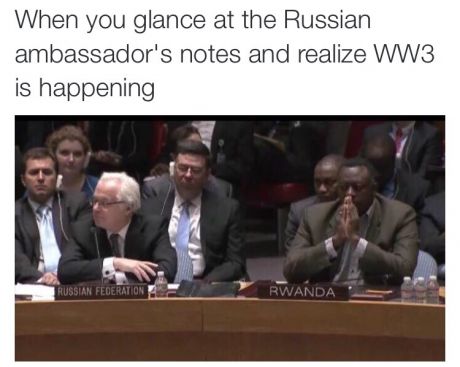 When you glance at the Russian
ambassador's notes and realize WW3
is happening
RUSSIAN FEDERATION
RWANDA